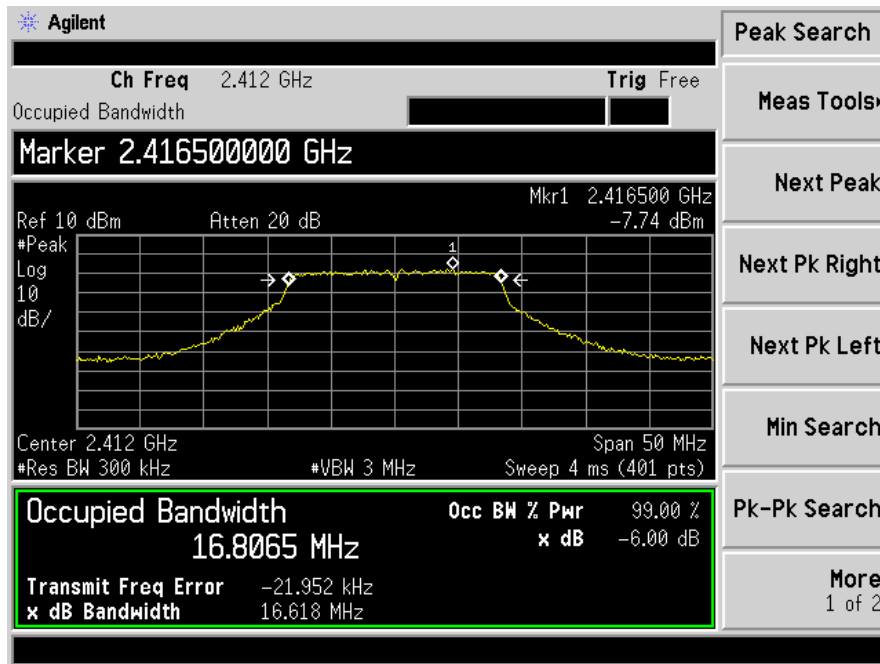 Agilent
Peak Search
Ch Freq 2.412 GHz Trig Free
Occupied Bandwidth
Meas Tools▸
Marker 2.416500000 GHz
Next Peak
Mkr1 2.416500 GHz
Ref 10 dBm Atten 20 dB -7.74 dBm
#Peak
Log
10
dB/
1
Next Pk Right
Next Pk Left
Center 2.412 GHz Span 50 MHz
#Res BW 300 kHz #VBW 3 MHz Sweep 4 ms (401 pts)
Min Search
Occupied Bandwidth Occ BW % Pwr 99.00 %
16.8065 MHz x dB -6.00 dB
Pk-Pk Search
Transmit Freq Error -21.952 kHz
x dB Bandwidth 16.618 MHz
More
1 of 2